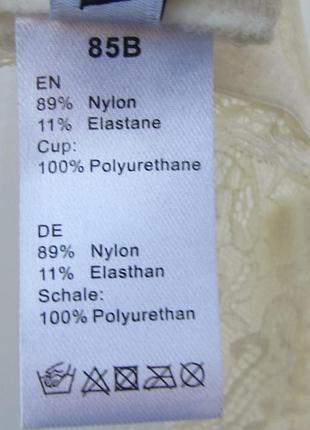 85B
EN
89% Nylon
11% Elastane
Cup:
100% Polyurethane
DE
89% Nylon
11% Elasthan
Schale:
100% Polyurethan